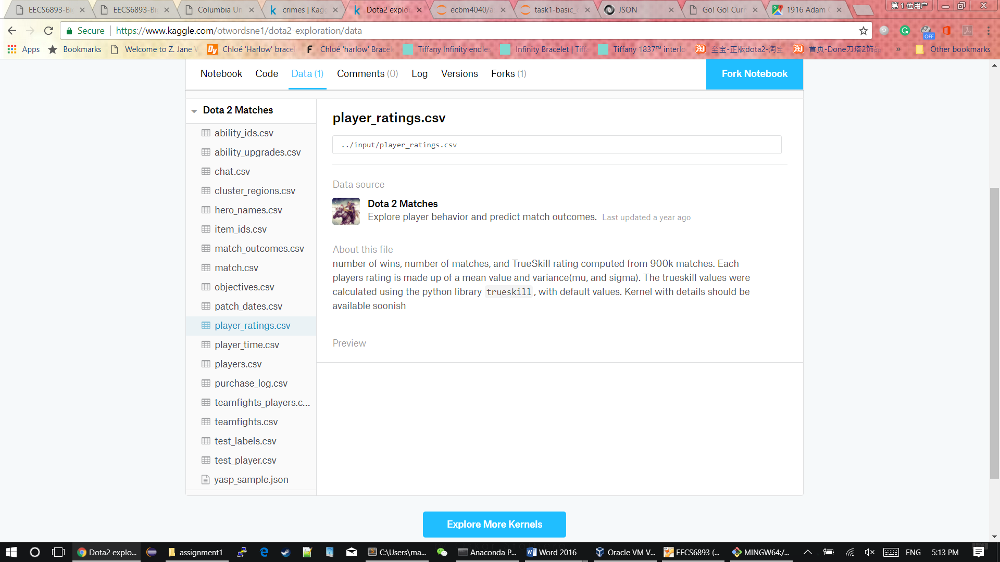 EECS6893-Bi
EECS6893-Bi
Columbia Un
crimes | Kagg
Dota2 explo
ecbm4040/a
task1-basic_c
JSON
Go! Go! Curr
1916 Adam C
第 1 位用户
Secure
https://www.kaggle.com/otwordsne1/dota2-exploration/data
OFF
Apps
Bookmarks
Welcome to Z. Jane
Dy
Chloé 'Harlow' brace
F
Chloé 'harlow' Brace
Tiffany Infinity endles
Infinity Bracelet | Tiffa
Tiffany 1837™ interlo
淘
至宝-正版dota2-淘宝
淘
首页-Done刀塔2饰品
»
Other bookmarks
Notebook
Code
Data (1)
Comments (0)
Log
Versions
Forks (1)
Fork Notebook
Dota 2 Matches
ability_ids.csv
ability_upgrades.csv
chat.csv
cluster_regions.csv
hero_names.csv
item_ids.csv
match_outcomes.csv
match.csv
objectives.csv
patch_dates.csv
player_ratings.csv
player_time.csv
players.csv
purchase_log.csv
teamfights_players.c...
teamfights.csv
test_labels.csv
test_player.csv
yasp_sample.json
player_ratings.csv
../input/player_ratings.csv
Data source
Dota 2 Matches
Explore player behavior and predict match outcomes. Last updated a year ago
About this file
number of wins, number of matches, and TrueSkill rating computed from 900k matches. Each
players rating is made up of a mean value and variance(mu, and sigma). The trueskill values were
calculated using the python library trueskill, with default values. Kernel with details should be
available soonish
Preview
Explore More Kernels
Dota2 explo...
assignment1
C:\Users\ma...
Anaconda P...
Word 2016
Oracle VM V...
EECS6893 (...
MINGW64:/...
ENG
5:13 PM